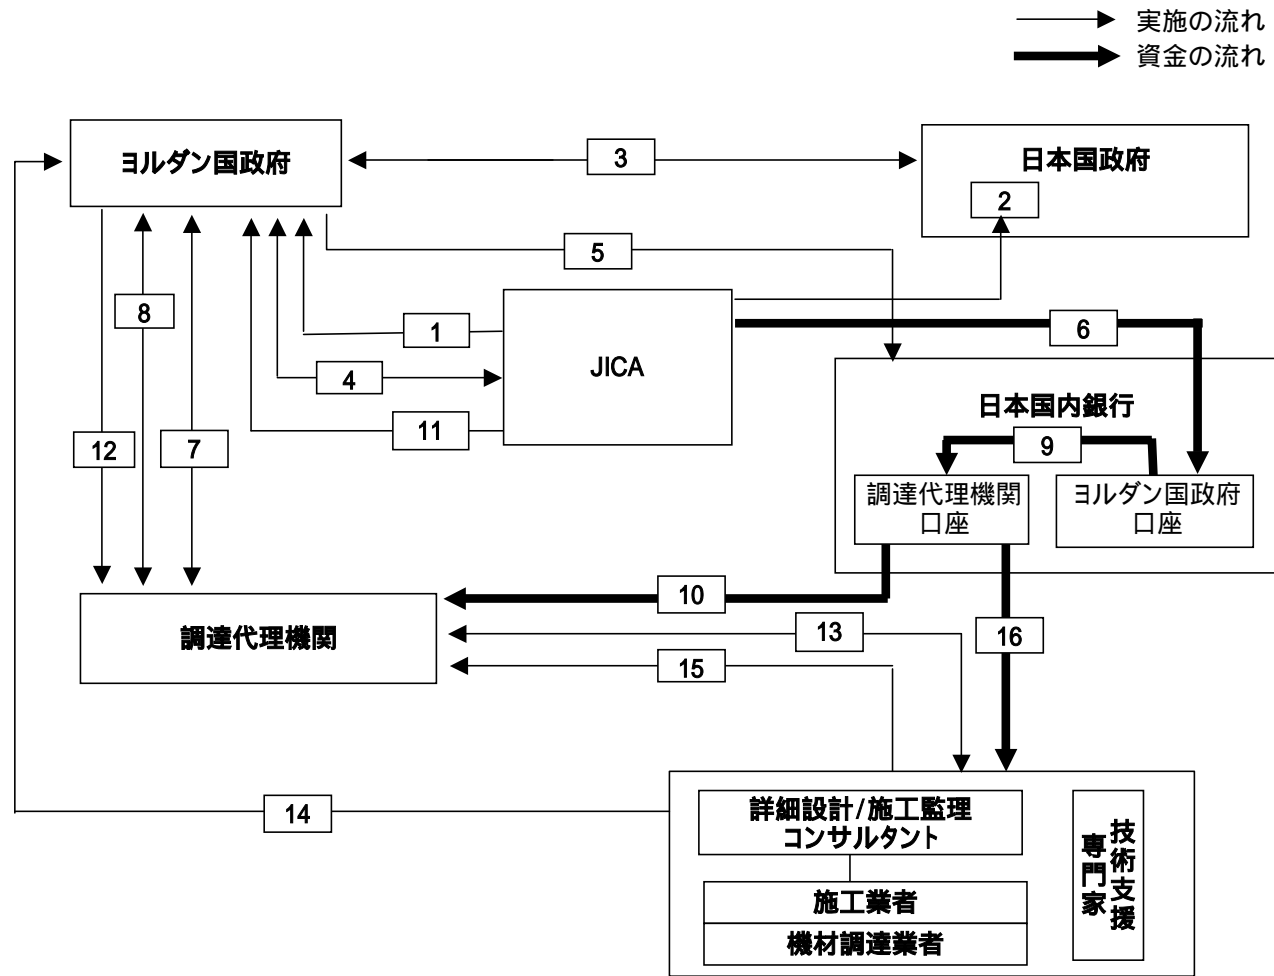 実施の流れ
資金の流れ
ヨルダン国政府
3
日本国政府
2
5
8
1
6
JICA
4
日本国内銀行
11
12
7
9
調達代理機関
口座
ヨルダン国政府
口座
10
13
16
調達代理機関
15
14
詳細設計/施工監理
コンサルタント
技術支援
専門家
施工業者
機材調達業者